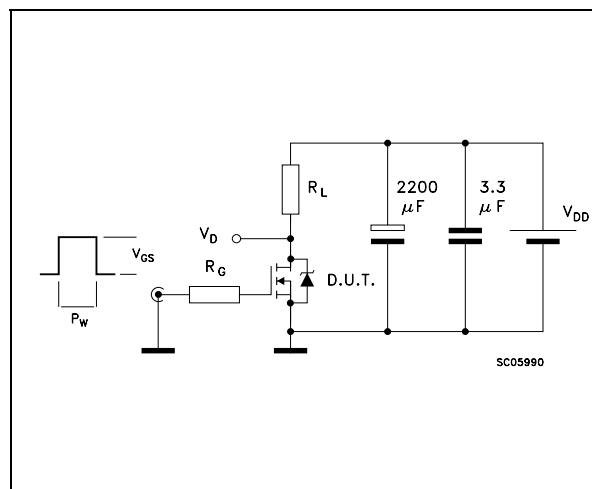 R_L
2200
µF
3.3
µF
V_DD
V_D
V_GS
R_G
D.U.T.
P_W
SC05990